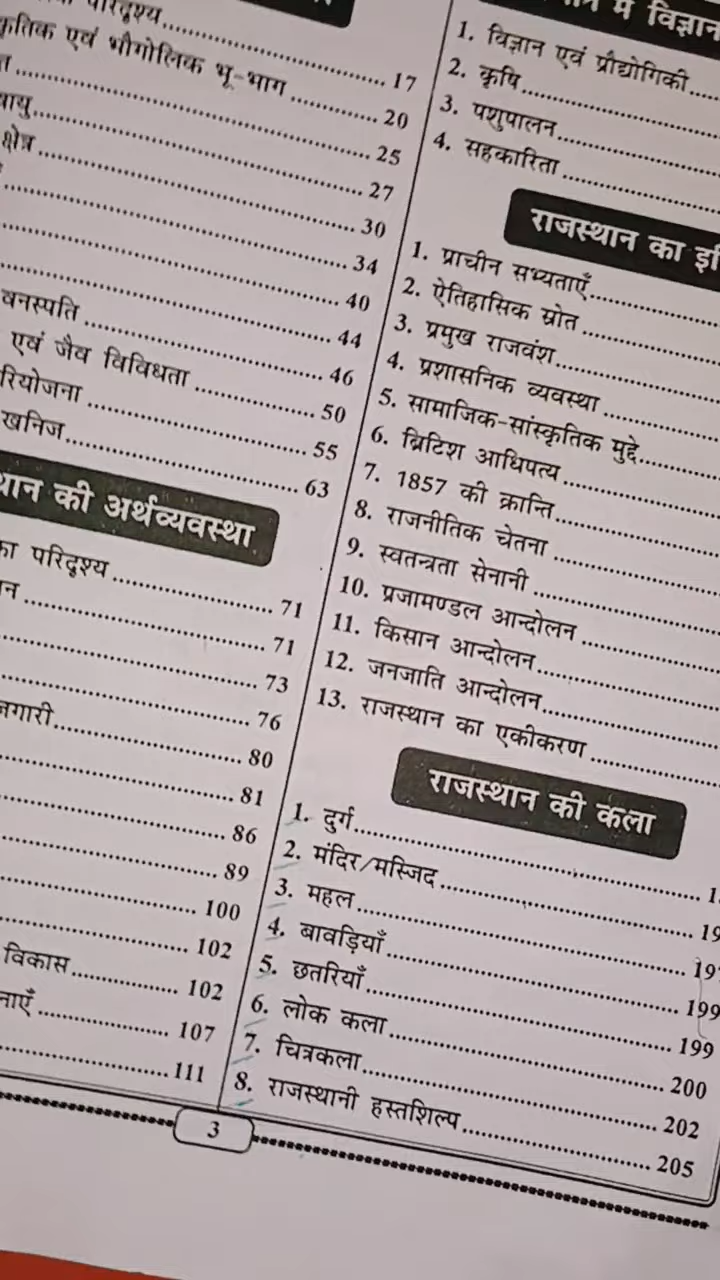 परिदृश्य 17
एवं भौगोलिक भू-भाग 20
25
27
क्षेत्र 30
34
40
44
वनस्पति 46
एवं जैव विविधता 50
55
खनिज 63
की अर्थव्यवस्था
परिदृश्य 71
71
73
76
80
81
86
89
100
102
विकास 102
107
111
में विज्ञान
1. विज्ञान एवं प्रौद्योगिकी
2. कृषि
3. पशुपालन
4. सहकारिता
राजस्थान का
1. प्राचीन सभ्यताएँ
2. ऐतिहासिक स्रोत
3. प्रमुख राजवंश
4. प्रशासनिक व्यवस्था
5. सामाजिक-सांस्कृतिक मुद्दे
6. ब्रिटिश आधिपत्य
7. 1857 की क्रान्ति
8. राजनीतिक चेतना
9. स्वतन्त्रता सेनानी
10. प्रजामण्डल आन्दोलन
11. किसान आन्दोलन
12. जनजाति आन्दोलन
13. राजस्थान का एकीकरण
राजस्थान की कला
1. दुर्ग
2. मंदिर/मस्जिद
3. महल
4. बावड़ियाँ 199
5. छतरियाँ 199
6. लोक कला 200
7. चित्रकला 202
8. राजस्थानी हस्तशिल्प 205
3